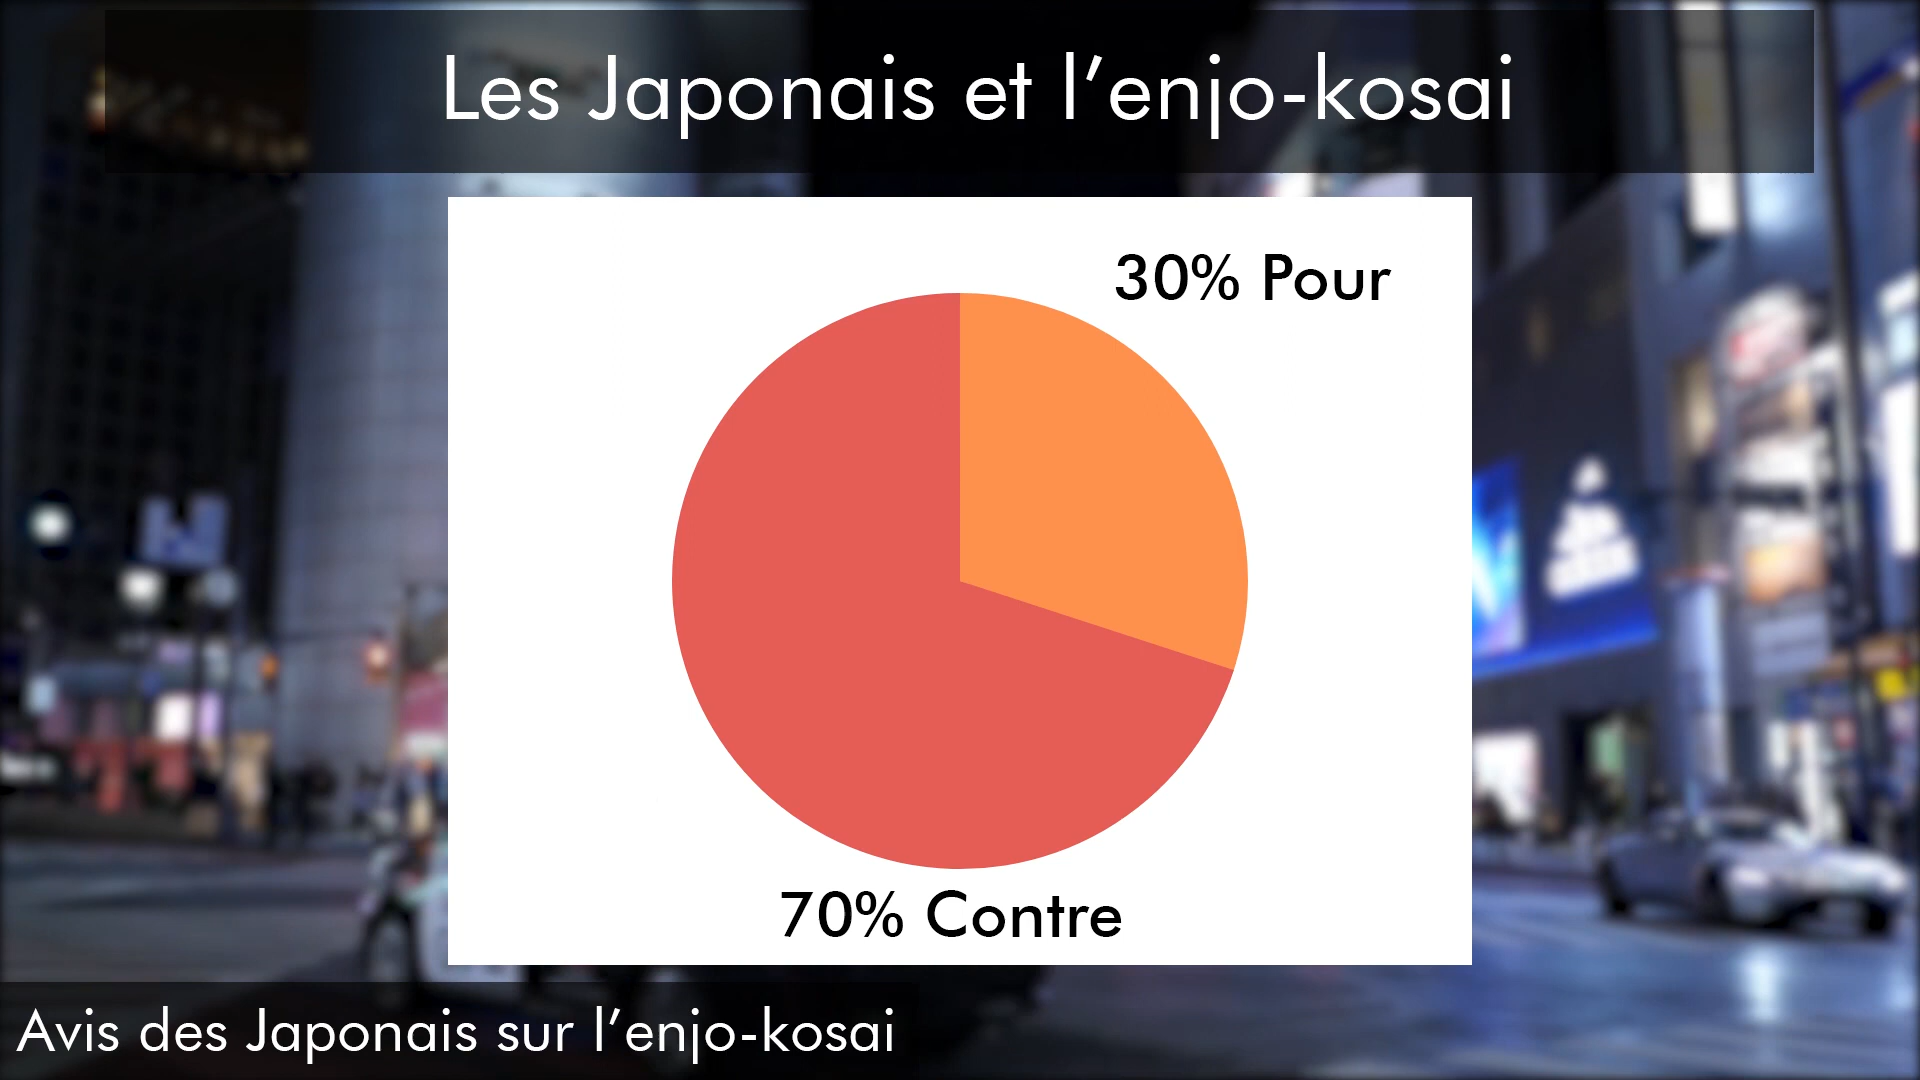 Les Japonais et l’enjo-kosai
30% Pour
70% Contre
Avis des Japonais sur l’enjo-kosai